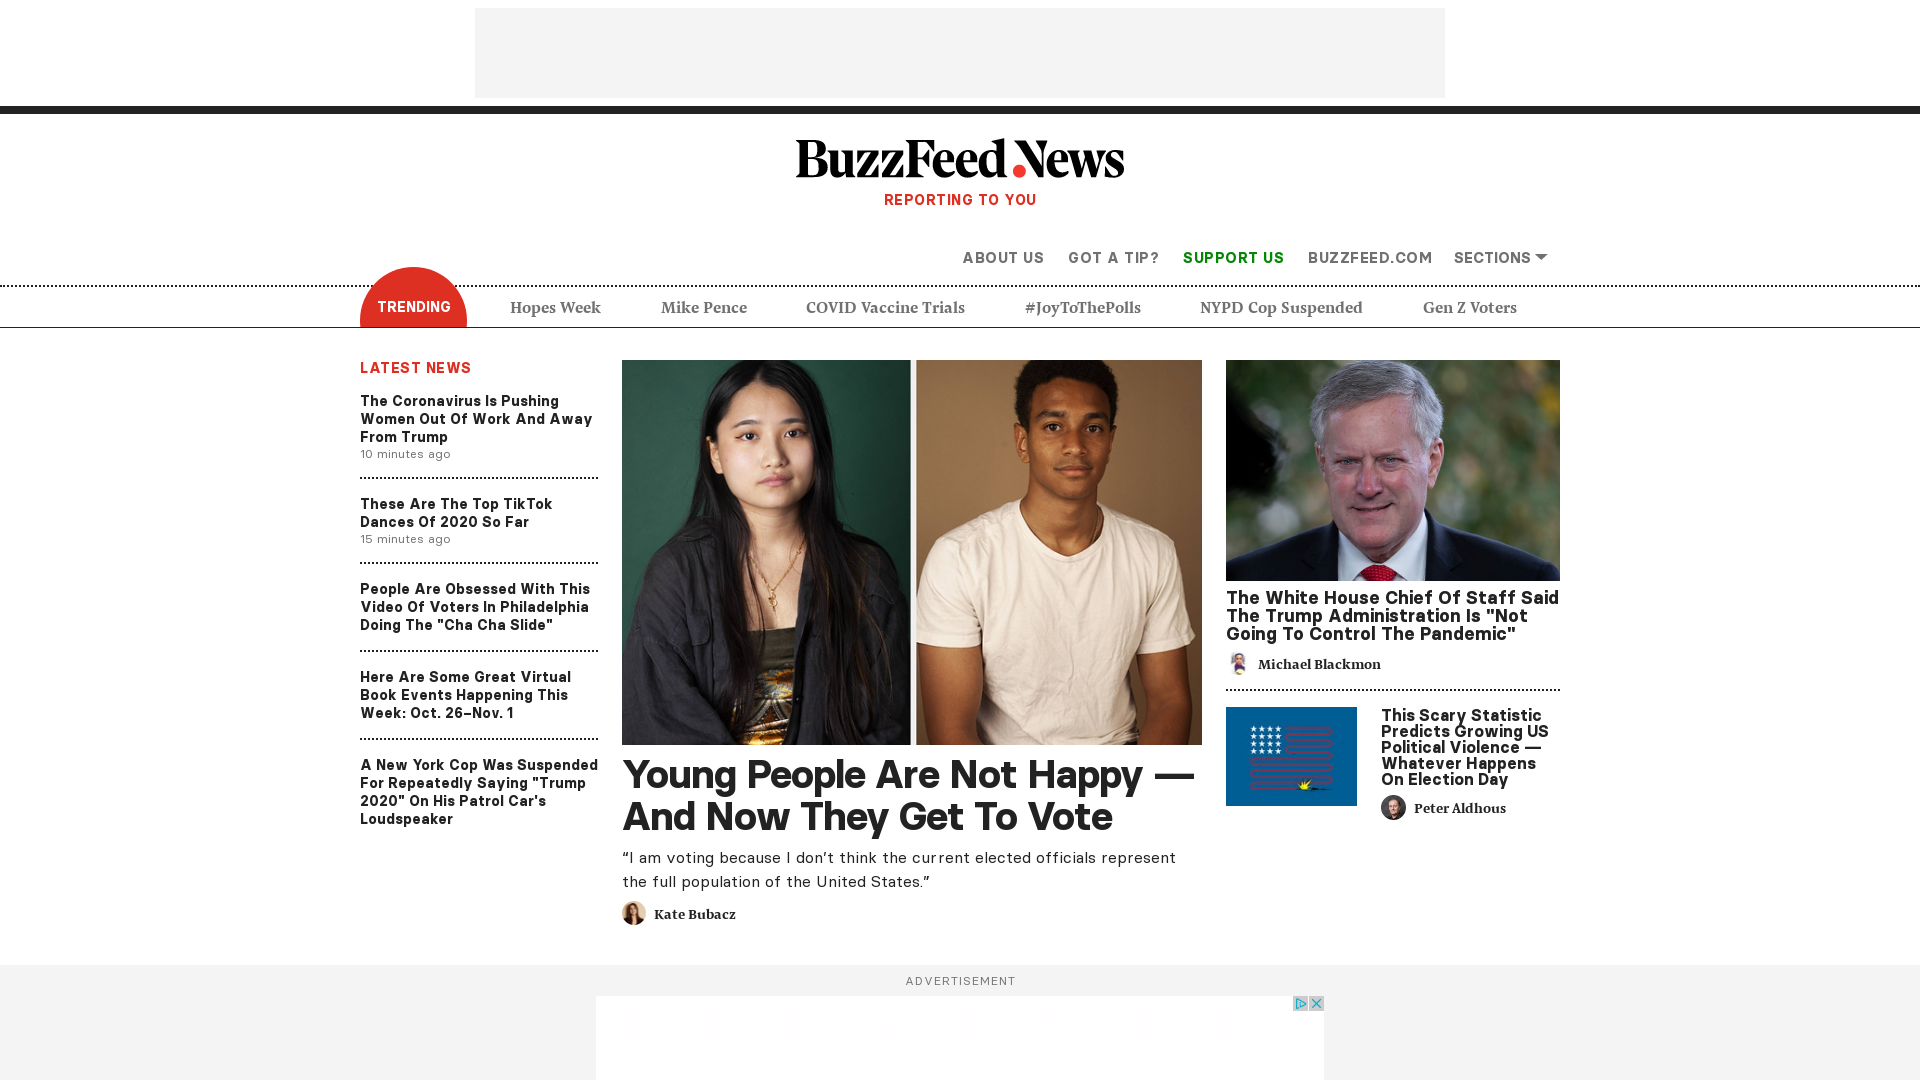 BuzzFeed News
REPORTING TO YOU
ABOUT US GOT A TIP? SUPPORT US BUZZFEED.COM SECTIONS
TRENDING Hopes Week Mike Pence COVID Vaccine Trials #JoyToThePolls NYPD Cop Suspended Gen Z Voters
LATEST NEWS
The Coronavirus Is Pushing
Women Out Of Work And Away
From Trump
10 minutes ago
These Are The Top TikTok
Dances Of 2020 So Far
15 minutes ago
People Are Obsessed With This
Video Of Voters In Philadelphia
Doing The "Cha Cha Slide"
Here Are Some Great Virtual
Book Events Happening This
Week: Oct. 26–Nov. 1
A New York Cop Was Suspended
For Repeatedly Saying "Trump
2020" On His Patrol Car's
Loudspeaker
Young People Are Not Happy —
And Now They Get To Vote
“I am voting because I don’t think the current elected officials represent
the full population of the United States.”
Kate Bubacz
The White House Chief Of Staff Said
The Trump Administration Is "Not
Going To Control The Pandemic"
Michael Blackmon
This Scary Statistic
Predicts Growing US
Political Violence —
Whatever Happens
On Election Day
Peter Aldhous
ADVERTISEMENT